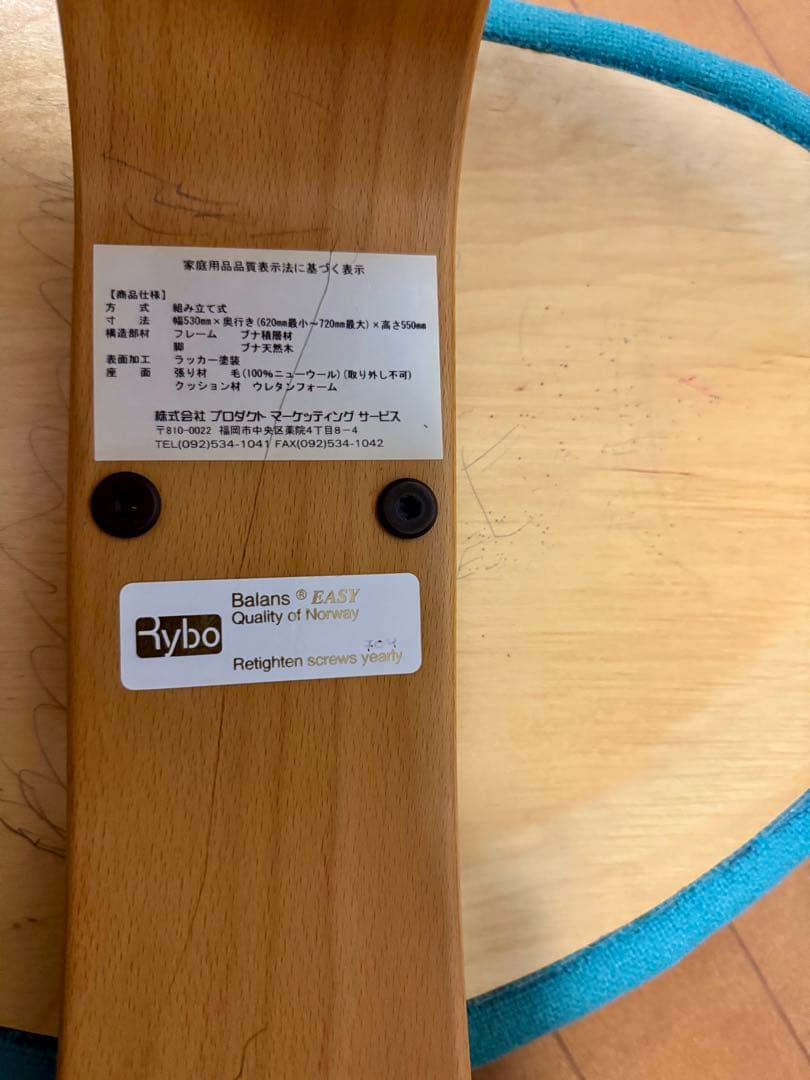 家庭用品品質表示法に基づく表示
【商品仕様】
方 式 組み立て式
寸 法 幅530mm×奥行き(620mm最小～720mm最大)×高さ550mm
構造部材 フレーム ブナ積層材
脚 ブナ天然木
表面加工 ラッカー塗装
座 面 張り材 毛(100%ニューウール)(取り外し不可)
クッション材 ウレタンフォーム
株式会社 プロダクト マーケッティング サービス
〒810-0022 福岡市中央区薬院4丁目8-4
TEL(092)534-1041 FAX(092)534-1042
Rybo
Balans ® EASY
Quality of Norway
Retighten screws yearly